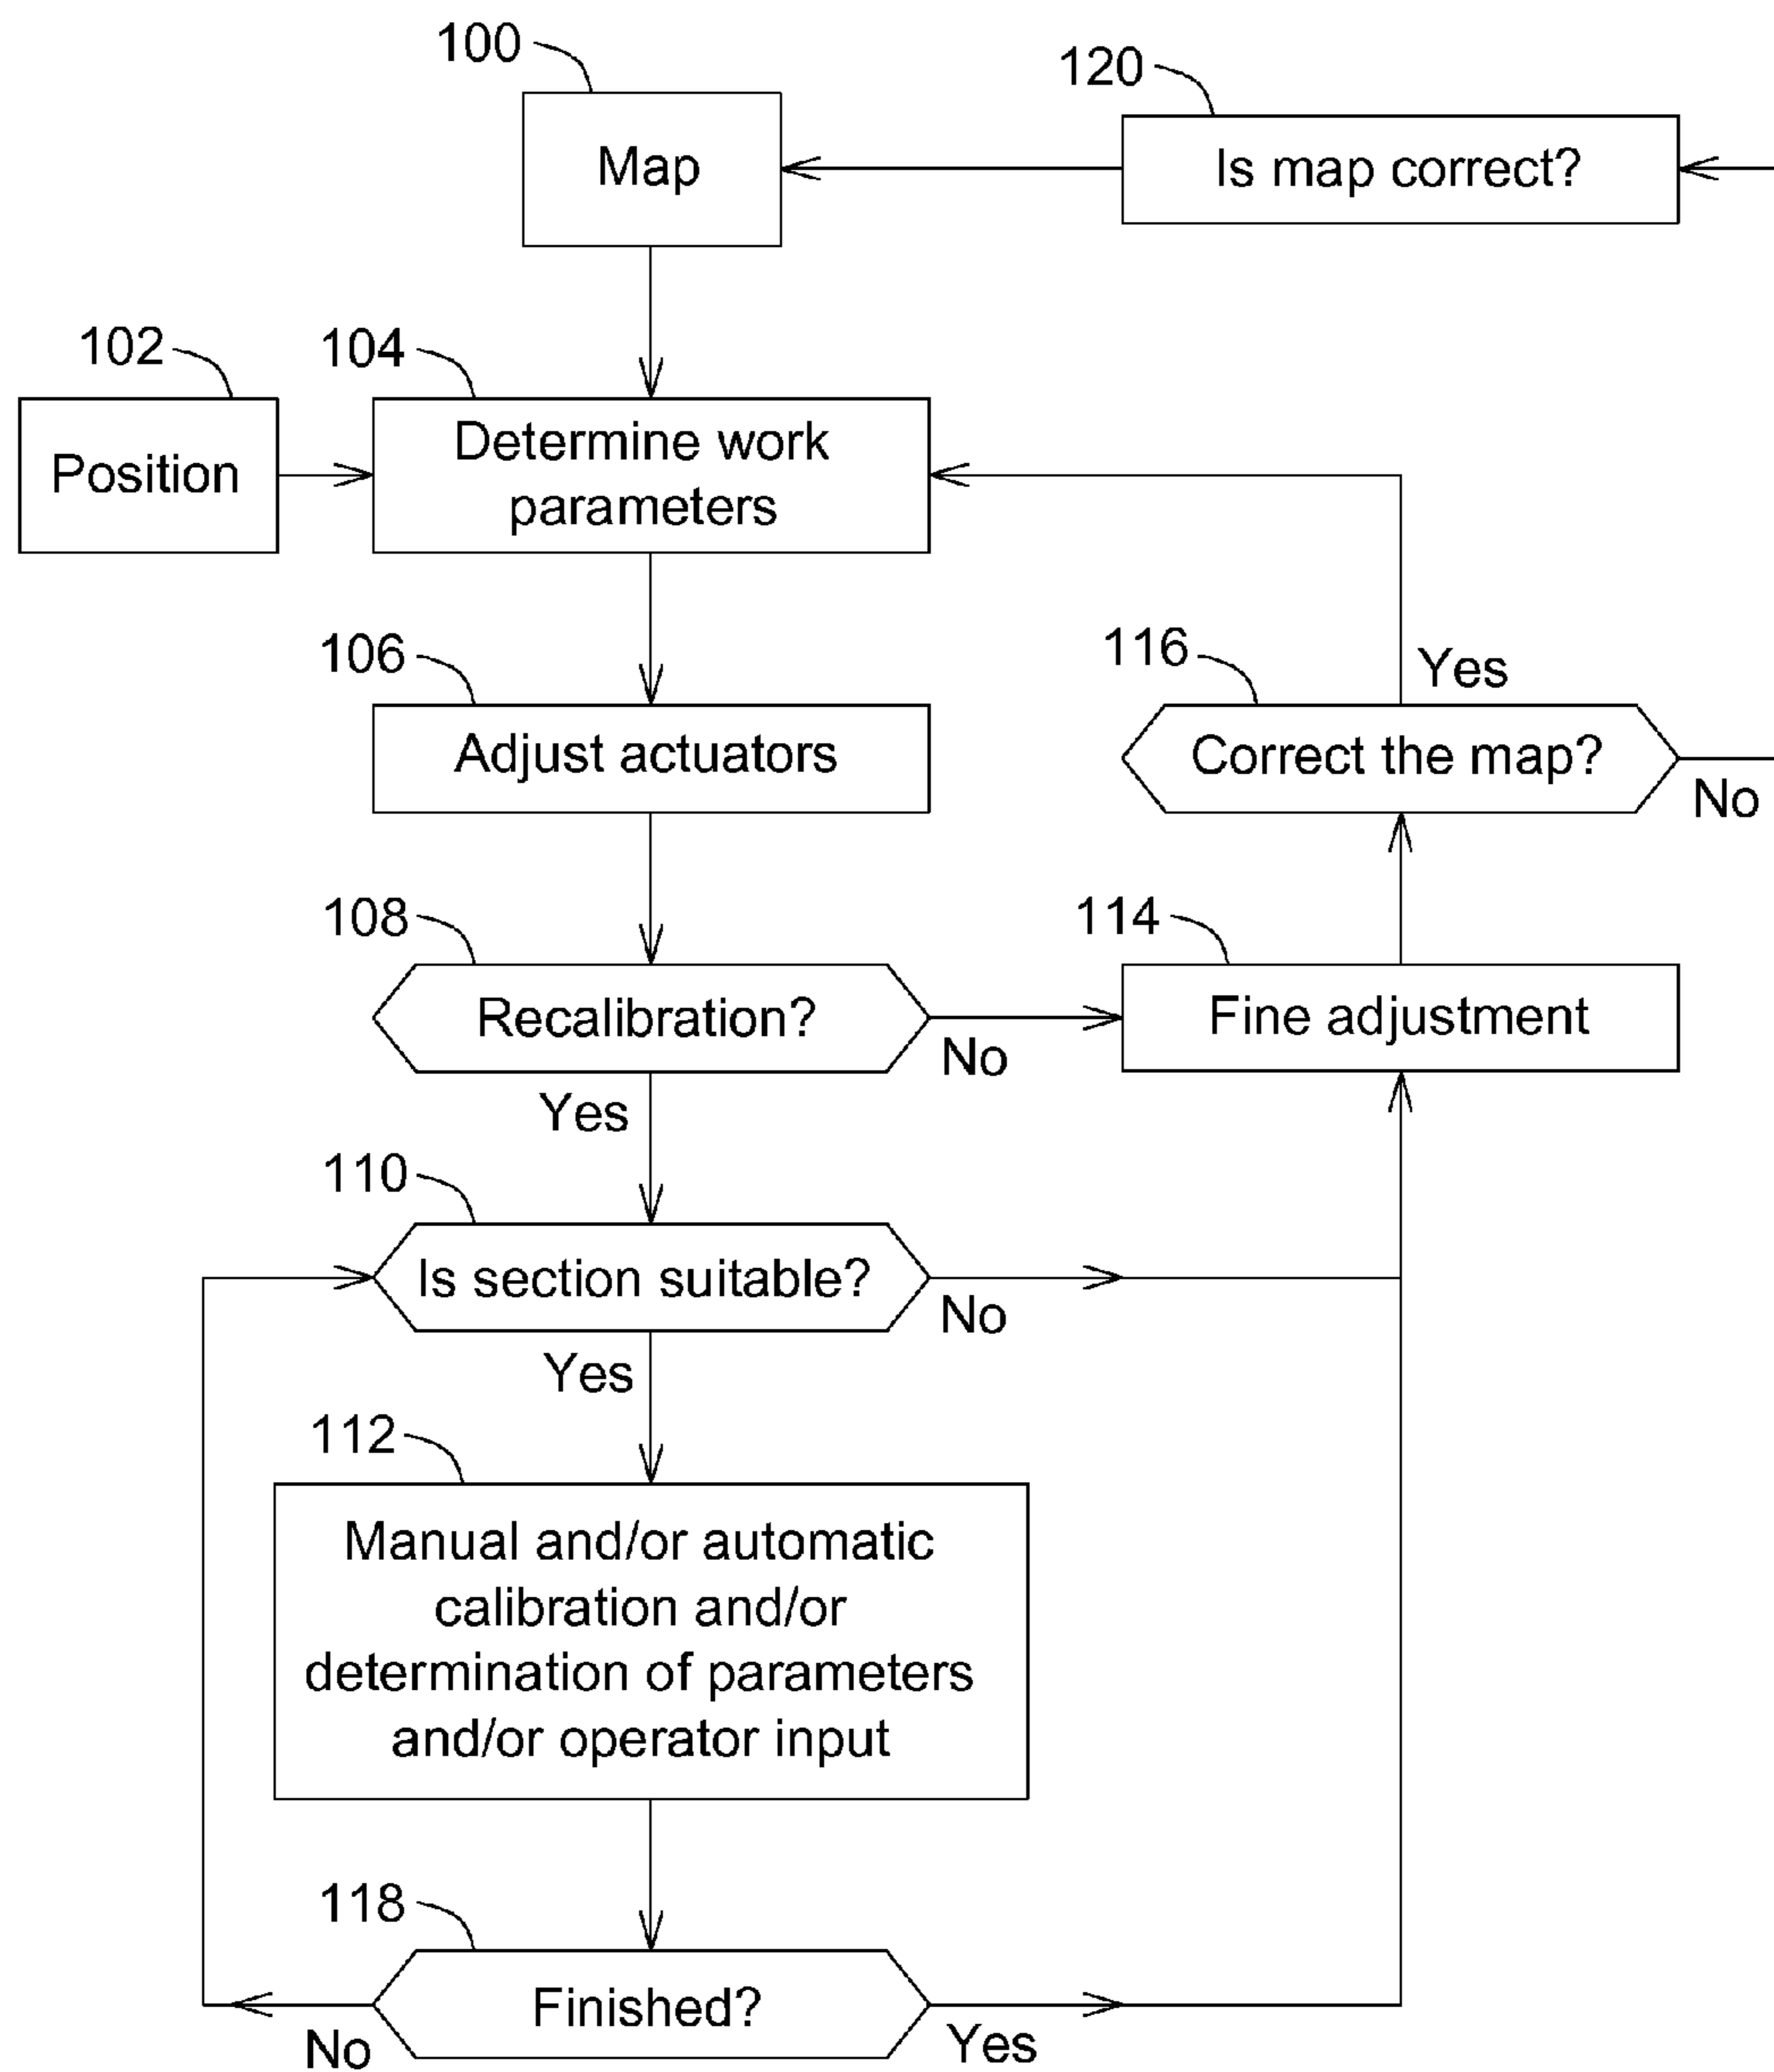 100
120
Map
Is map correct?
102
104
Position
Determine work
parameters
106
116
Yes
Adjust actuators
Correct the map?
No
108
114
Recalibration?
Fine adjustment
No
Yes
110
Is section suitable?
No
Yes
112
Manual and/or automatic
calibration and/or
determination of parameters
and/or operator input
118
Finished?
No
Yes